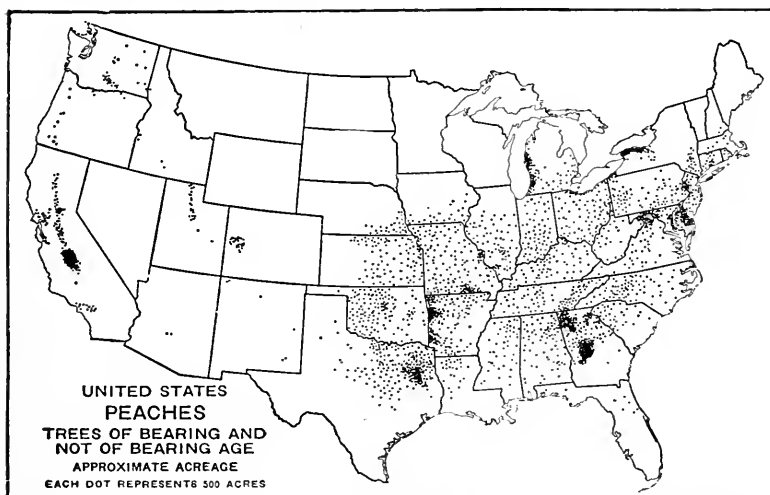 UNITED STATES
PEACHES
TREES OF BEARING AND
NOT OF BEARING AGE
APPROXIMATE ACREAGE
EACH DOT REPRESENTS 500 ACRES